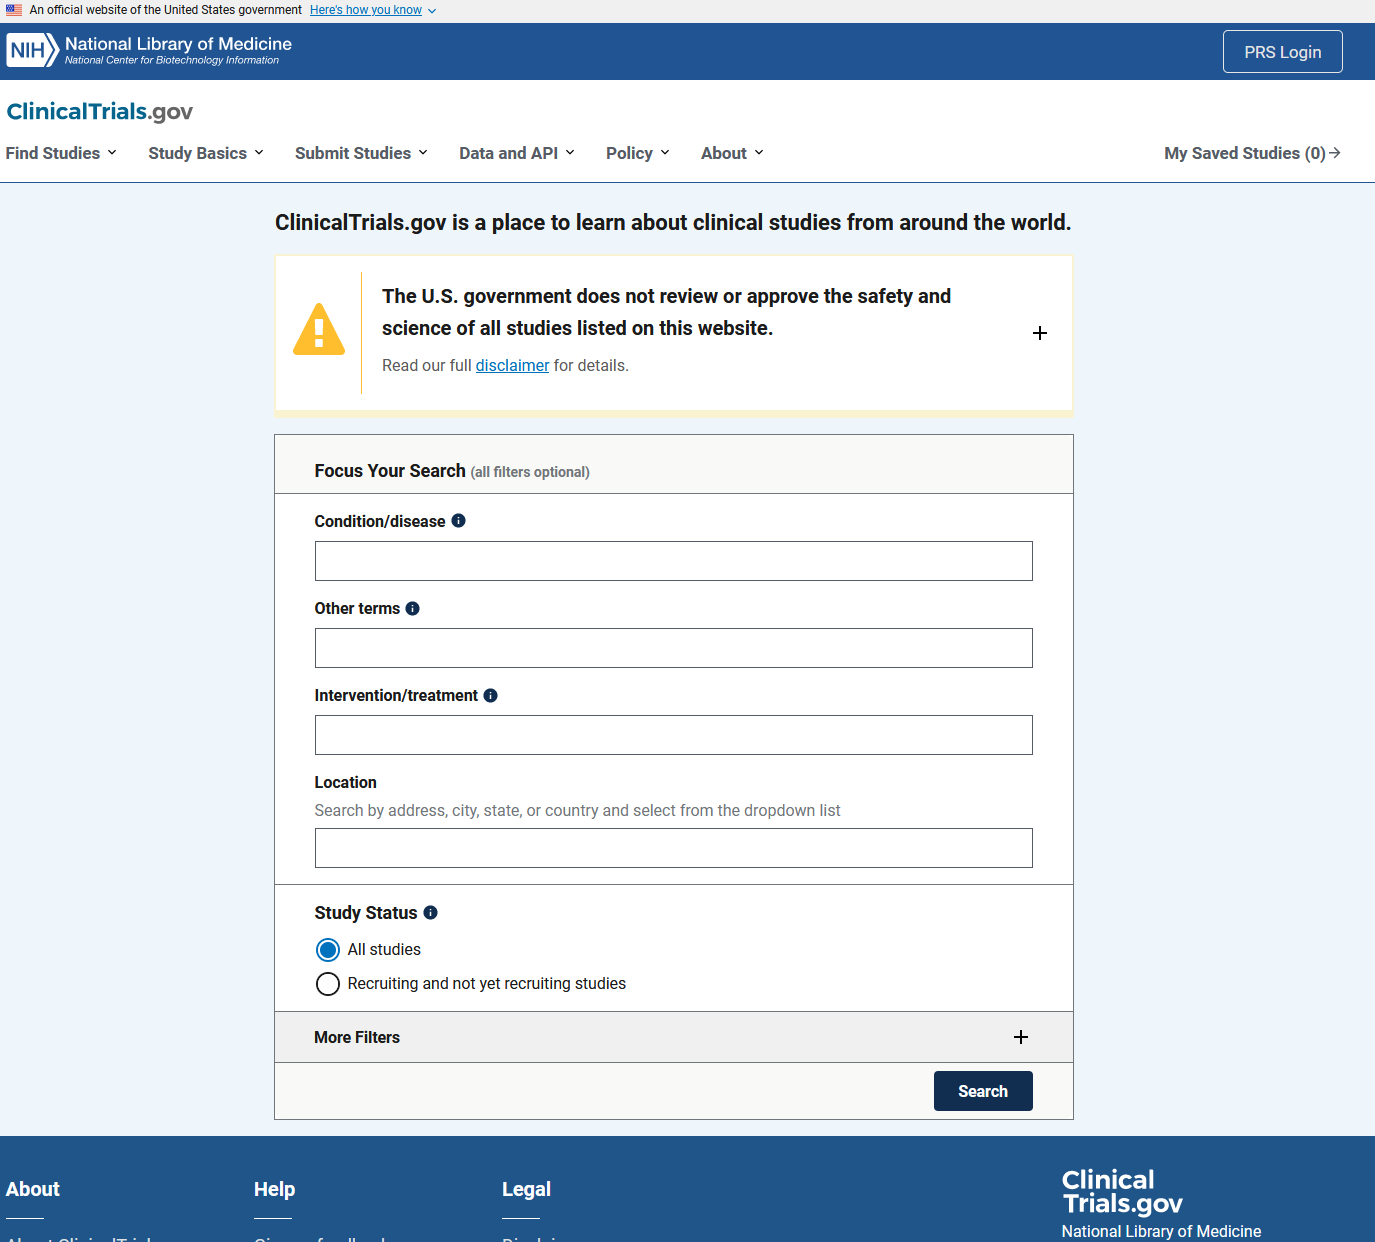 An official website of the United States government Here's how you know
NIH National Library of Medicine
National Center for Biotechnology Information
PRS Login
ClinicalTrials.gov
Find Studies Study Basics Submit Studies Data and API Policy About My Saved Studies (0)
ClinicalTrials.gov is a place to learn about clinical studies from around the world.
The U.S. government does not review or approve the safety and
science of all studies listed on this website.
Read our full disclaimer for details.
Focus Your Search (all filters optional)
Condition/disease
Other terms
Intervention/treatment
Location
Search by address, city, state, or country and select from the dropdown list
Study Status
All studies
Recruiting and not yet recruiting studies
More Filters
Search
About Help Legal
Clinical
Trials.gov
National Library of Medicine